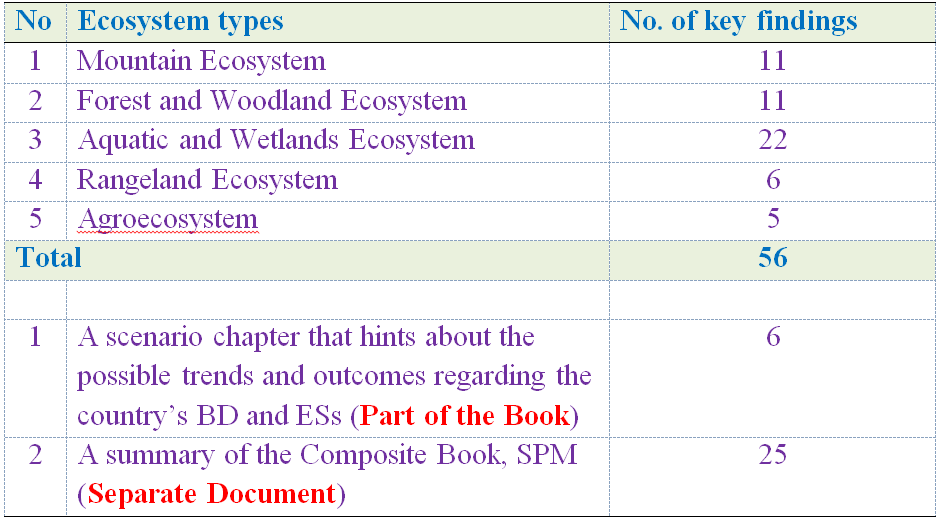 No Ecosystem types No. of key findings
1 Mountain Ecosystem 11
2 Forest and Woodland Ecosystem 11
3 Aquatic and Wetlands Ecosystem 22
4 Rangeland Ecosystem 6
5 Agroecosystem 5
Total 56
1 A scenario chapter that hints about the 6
possible trends and outcomes regarding the
country’s BD and ESs (Part of the Book)
2 A summary of the Composite Book, SPM 25
(Separate Document)